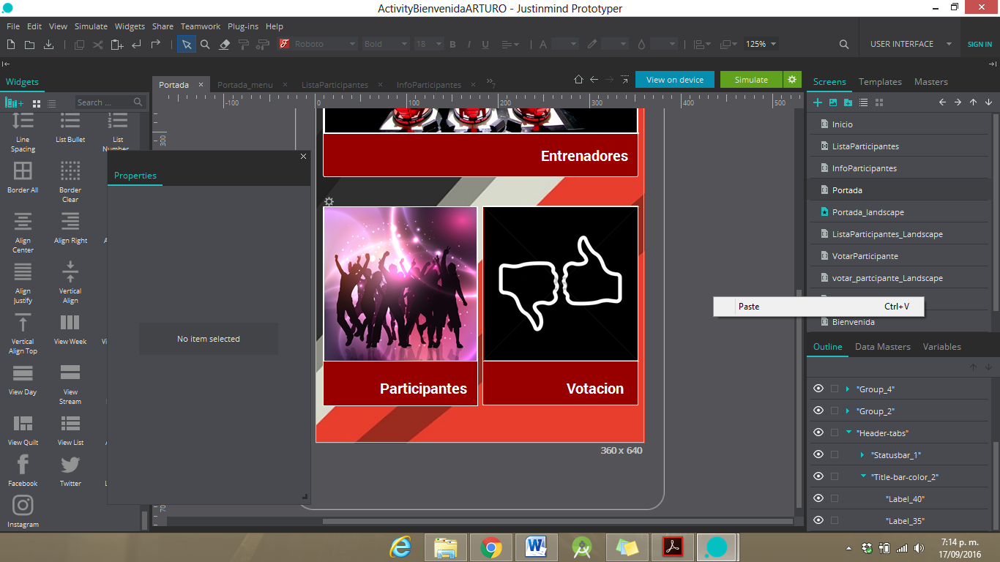 ActivityBienvenidaARTURO - Justinmind Prototyper
File Edit View Simulate Widgets Share Teamwork Plug-ins Help
Roboto Bold 18 B I U A 125% USER INTERFACE SIGN IN
Widgets
Portada Portada_menu ListaParticipantes InfoParticipantes 7
View on device Simulate
Screens Templates Masters
Search ...
-100 0 100 200 300 400 500
300
70
Line Spacing
List Bullet
List Number
Border All
Border Clear
Align Center
Align Right
A
Align Justify
Vertical Align
Vertical Align Top
View Week
Vi
View Day
View Stream
View Quilt
View List
A
Facebook
Twitter
L
Instagram
Properties
No item selected
Entrenadores
Participantes
Votacion
360 x 640
Inicio
ListaParticipantes
InfoParticipantes
Portada
Portada_landscape
ListaParticipantes_Landscape
VotarParticipante
votar_partcipante_Landscape
Paste Ctrl+V
Bienvenida
Outline Data Masters Variables
"Group_4"
"Group_2"
"Header-tabs"
"Statusbar_1"
"Title-bar-color_2"
"Label_40"
"Label_35"
7:14 p. m.
17/09/2016